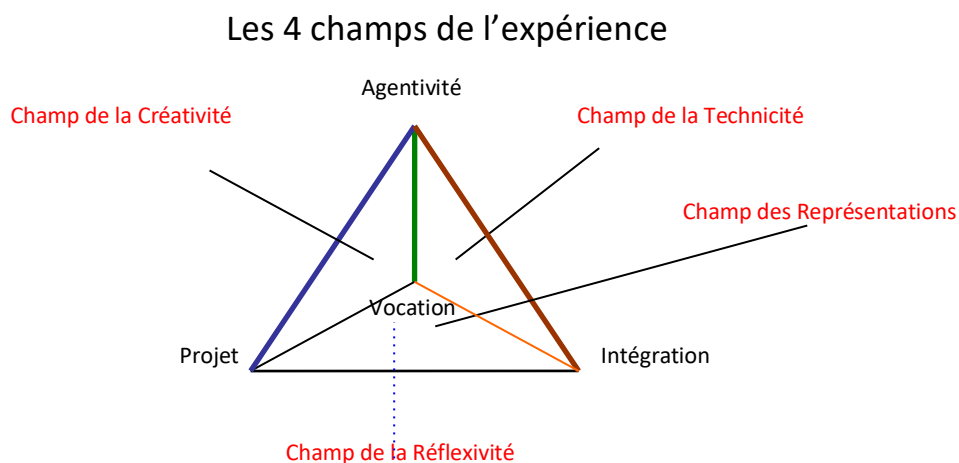 Les 4 champs de l’expérience
Agentivité
Champ de la Créativité
Champ de la Technicité
Champ des Représentations
Vocation
Projet
Intégration
Champ de la Réflexivité